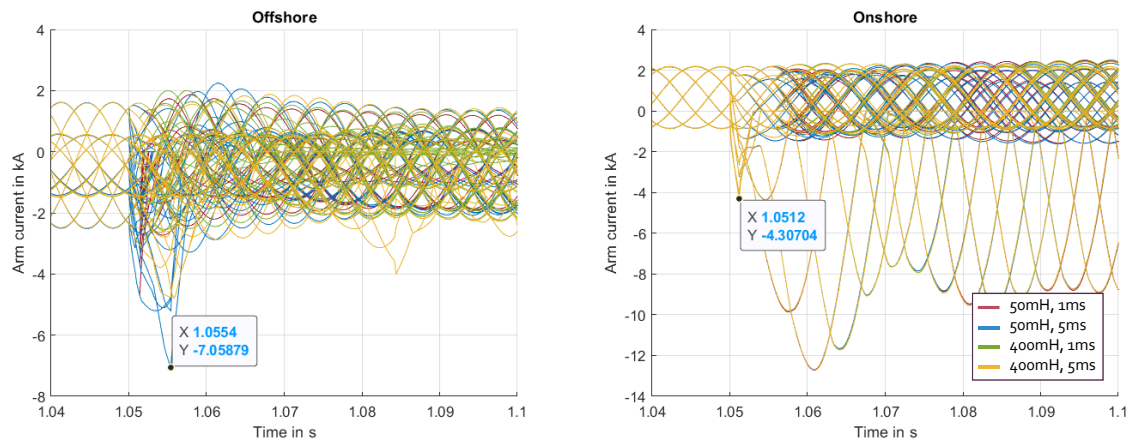 Offshore
4
2
0
-2
-4
-6
-8
Arm current in kA
X 1.0554
Y -7.05879
1.04
1.05
1.06
1.07
1.08
1.09
1.1
Time in s
Onshore
4
2
0
-2
-4
-6
-8
-10
-12
-14
Arm current in kA
X 1.0512
Y -4.30704
50mH, 1ms
50mH, 5ms
400mH, 1ms
400mH, 5ms
1.04
1.05
1.06
1.07
1.08
1.09
1.1
Time in s